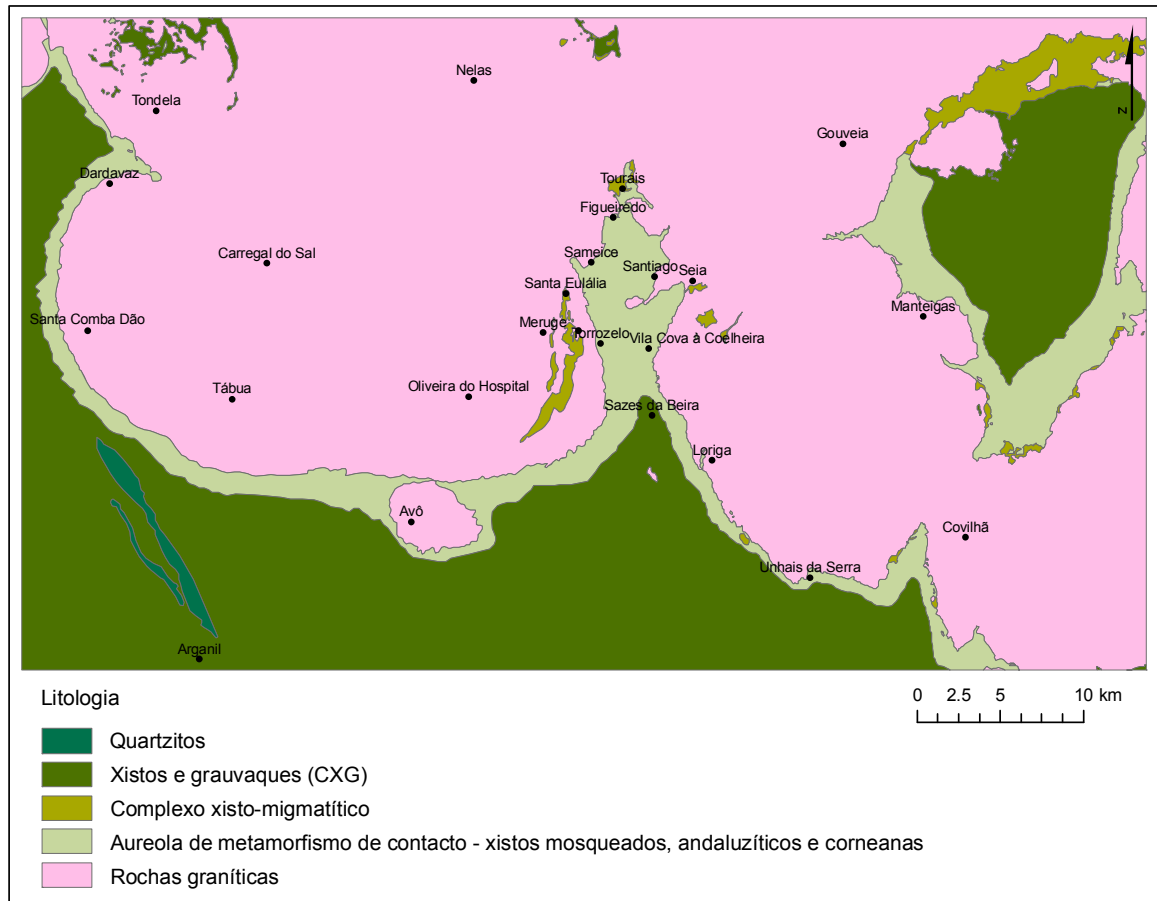 Nelas
Tondela
Gouveia
Dardavaz
Tourais
Figueiredo
Carregal do Sal
Sameice
Santiago
Seia
Santa Eulália
Manteigas
Santa Comba Dão
Meruge
Torrozelo
Vila Cova à Coelheira
Tábua
Oliveira do Hospital
Sazes da Beira
Loriga
Avô
Covilhã
Unhais da Serra
Arganil
N
Litologia
0 2.5 5 10 km
Quartzitos
Xistos e grauvaques (CXG)
Complexo xisto-migmatítico
Aureola de metamorfismo de contacto - xistos mosqueados, andaluzíticos e corneanas
Rochas graníticas